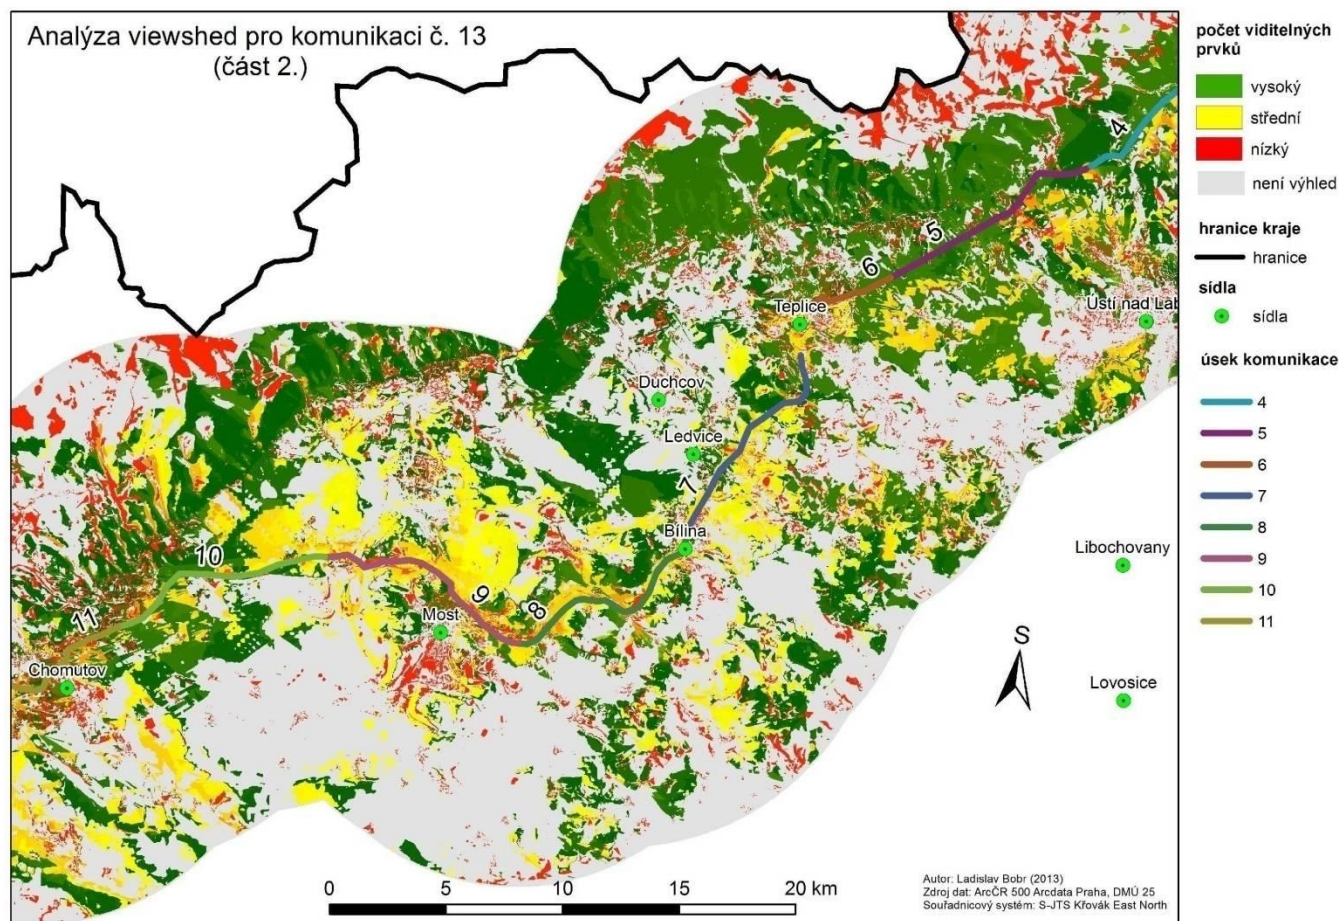 Analýza viewshed pro komunikaci č. 13
(část 2.)
počet viditelných
prvků
vysoký
střední
nízký
není výhled
hranice kraje
hranice
sídla
sídla
úsek komunikace
4
5
6
7
8
9
10
11
4
5
6
Teplice
Ústí nad Lab
Duchcov
Ledvice
7
Bílina
10
Libochovany
9
8
11
Most
Chomutov
S
Lovosice
0 5 10 15 20 km
Autor: Ladislav Bobr (2013)
Zdroj dat: ArcČR 500 Arcdata Praha, DMÚ 25
Souřadnicový systém: S-JTS Křovák East North